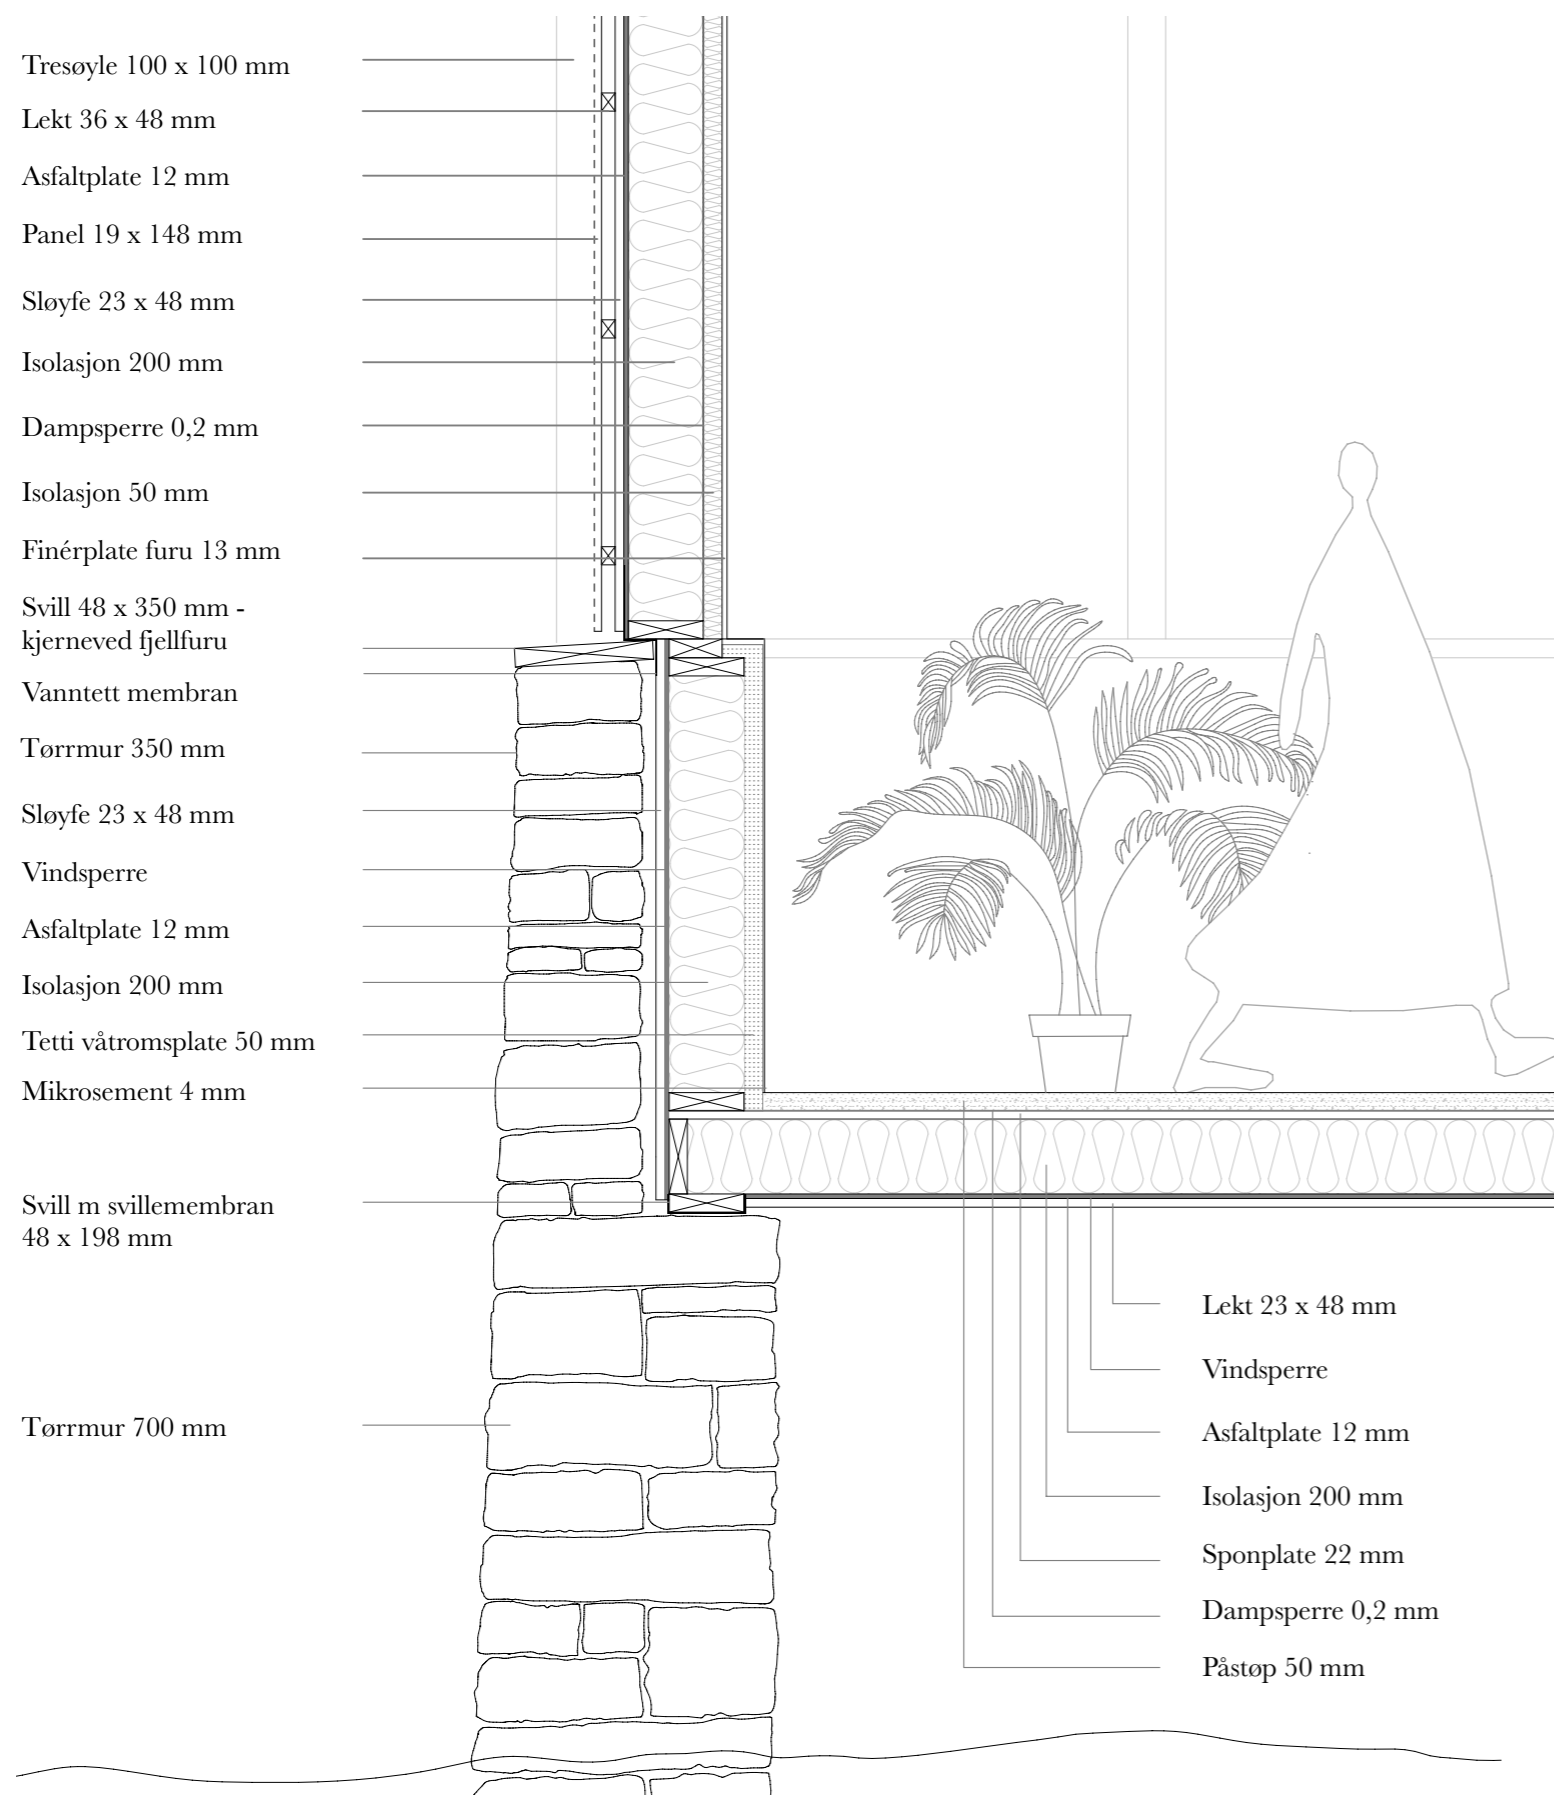 Tresøyle 100 x 100 mm
Lekt 36 x 48 mm
Asfaltplate 12 mm
Panel 19 x 148 mm
Sløyfe 23 x 48 mm
Isolasjon 200 mm
Dampsperre 0,2 mm
Isolasjon 50 mm
Finérplate furu 13 mm
Svill 48 x 350 mm -
kjerneved fjellfuru
Vanntett membran
Tørrmur 350 mm
Sløyfe 23 x 48 mm
Vindsperre
Asfaltplate 12 mm
Isolasjon 200 mm
Tetti våtromsplate 50 mm
Mikrosement 4 mm
Svill m svillemembran
48 x 198 mm
Tørrmur 700 mm
Lekt 23 x 48 mm
Vindsperre
Asfaltplate 12 mm
Isolasjon 200 mm
Sponplate 22 mm
Dampsperre 0,2 mm
Påstøp 50 mm